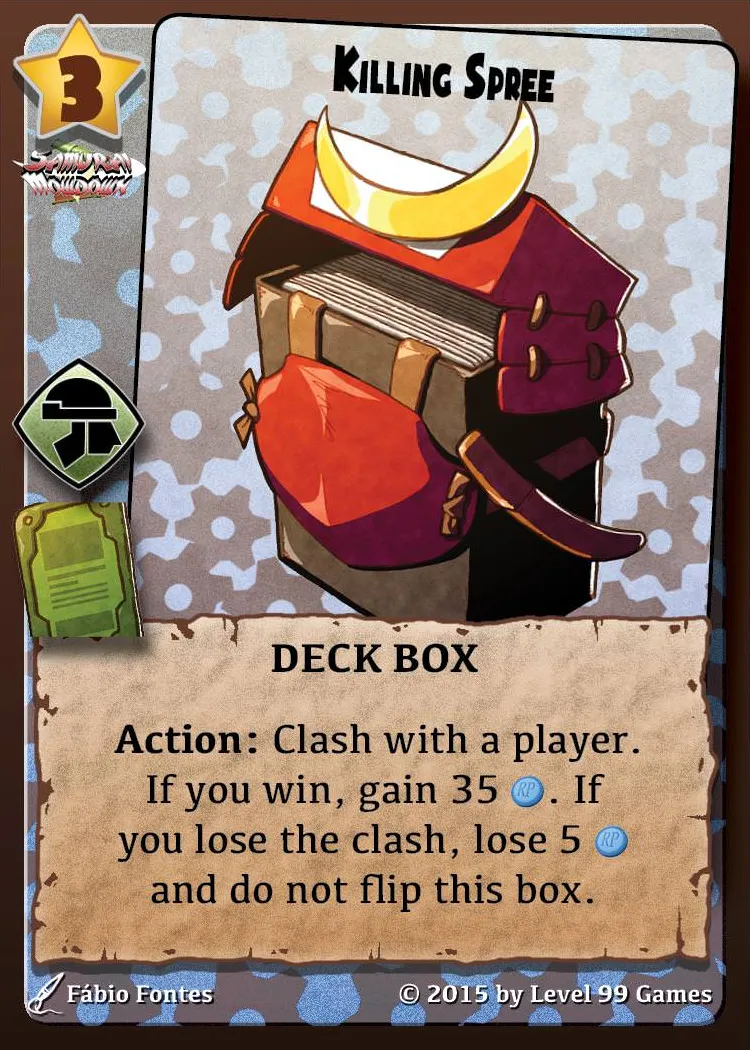 3
KILLING SPREE
SAMURAI
MOWDOWN
DECK BOX
Action: Clash with a player.
If you win, gain 35 RP. If
you lose the clash, lose 5 RP
and do not flip this box.
Fábio Fontes
© 2015 by Level 99 Games